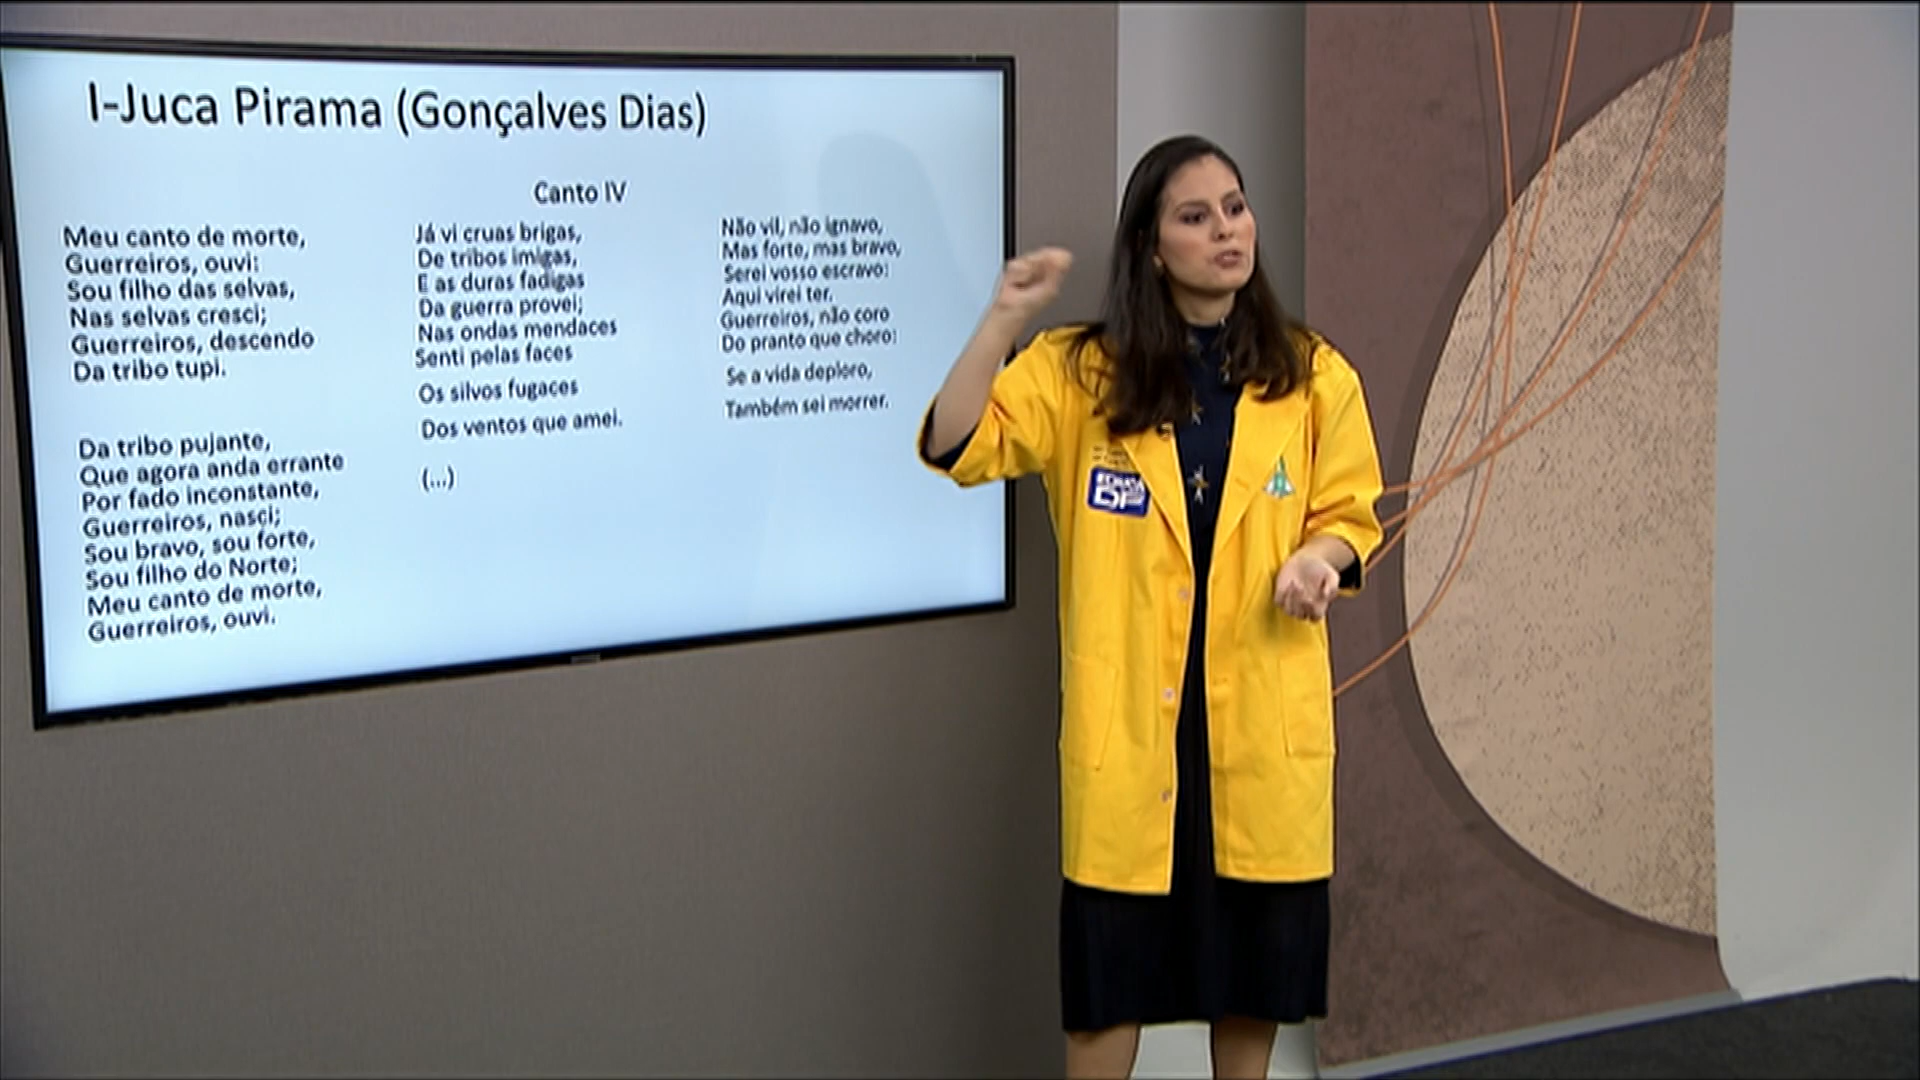 I-Juca Pirama (Gonçalves Dias)
Canto IV
Meu canto de morte,
Guerreiros, ouvi:
Sou filho das selvas,
Nas selvas cresci;
Guerreiros, descendo
Da tribo tupi.
Da tribo pujante,
Que agora anda errante
Por fado inconstante,
Guerreiros, nasci;
Sou bravo, sou forte,
Sou filho do Norte;
Meu canto de morte,
Guerreiros, ouvi.
Já vi cruas brigas,
De tribos imigas,
E as duras fadigas
Da guerra provei;
Nas ondas mendaces
Senti pelas faces
Os silvos fugaces
Dos ventos que amei.
(...)
Não vil, não ignavo,
Mas forte, mas bravo,
Serei vosso escravo:
Aqui virei ter.
Guerreiros, não coro
Do pranto que choro:
Se a vida deploro,
Também sei morrer.
EDUCA
DF